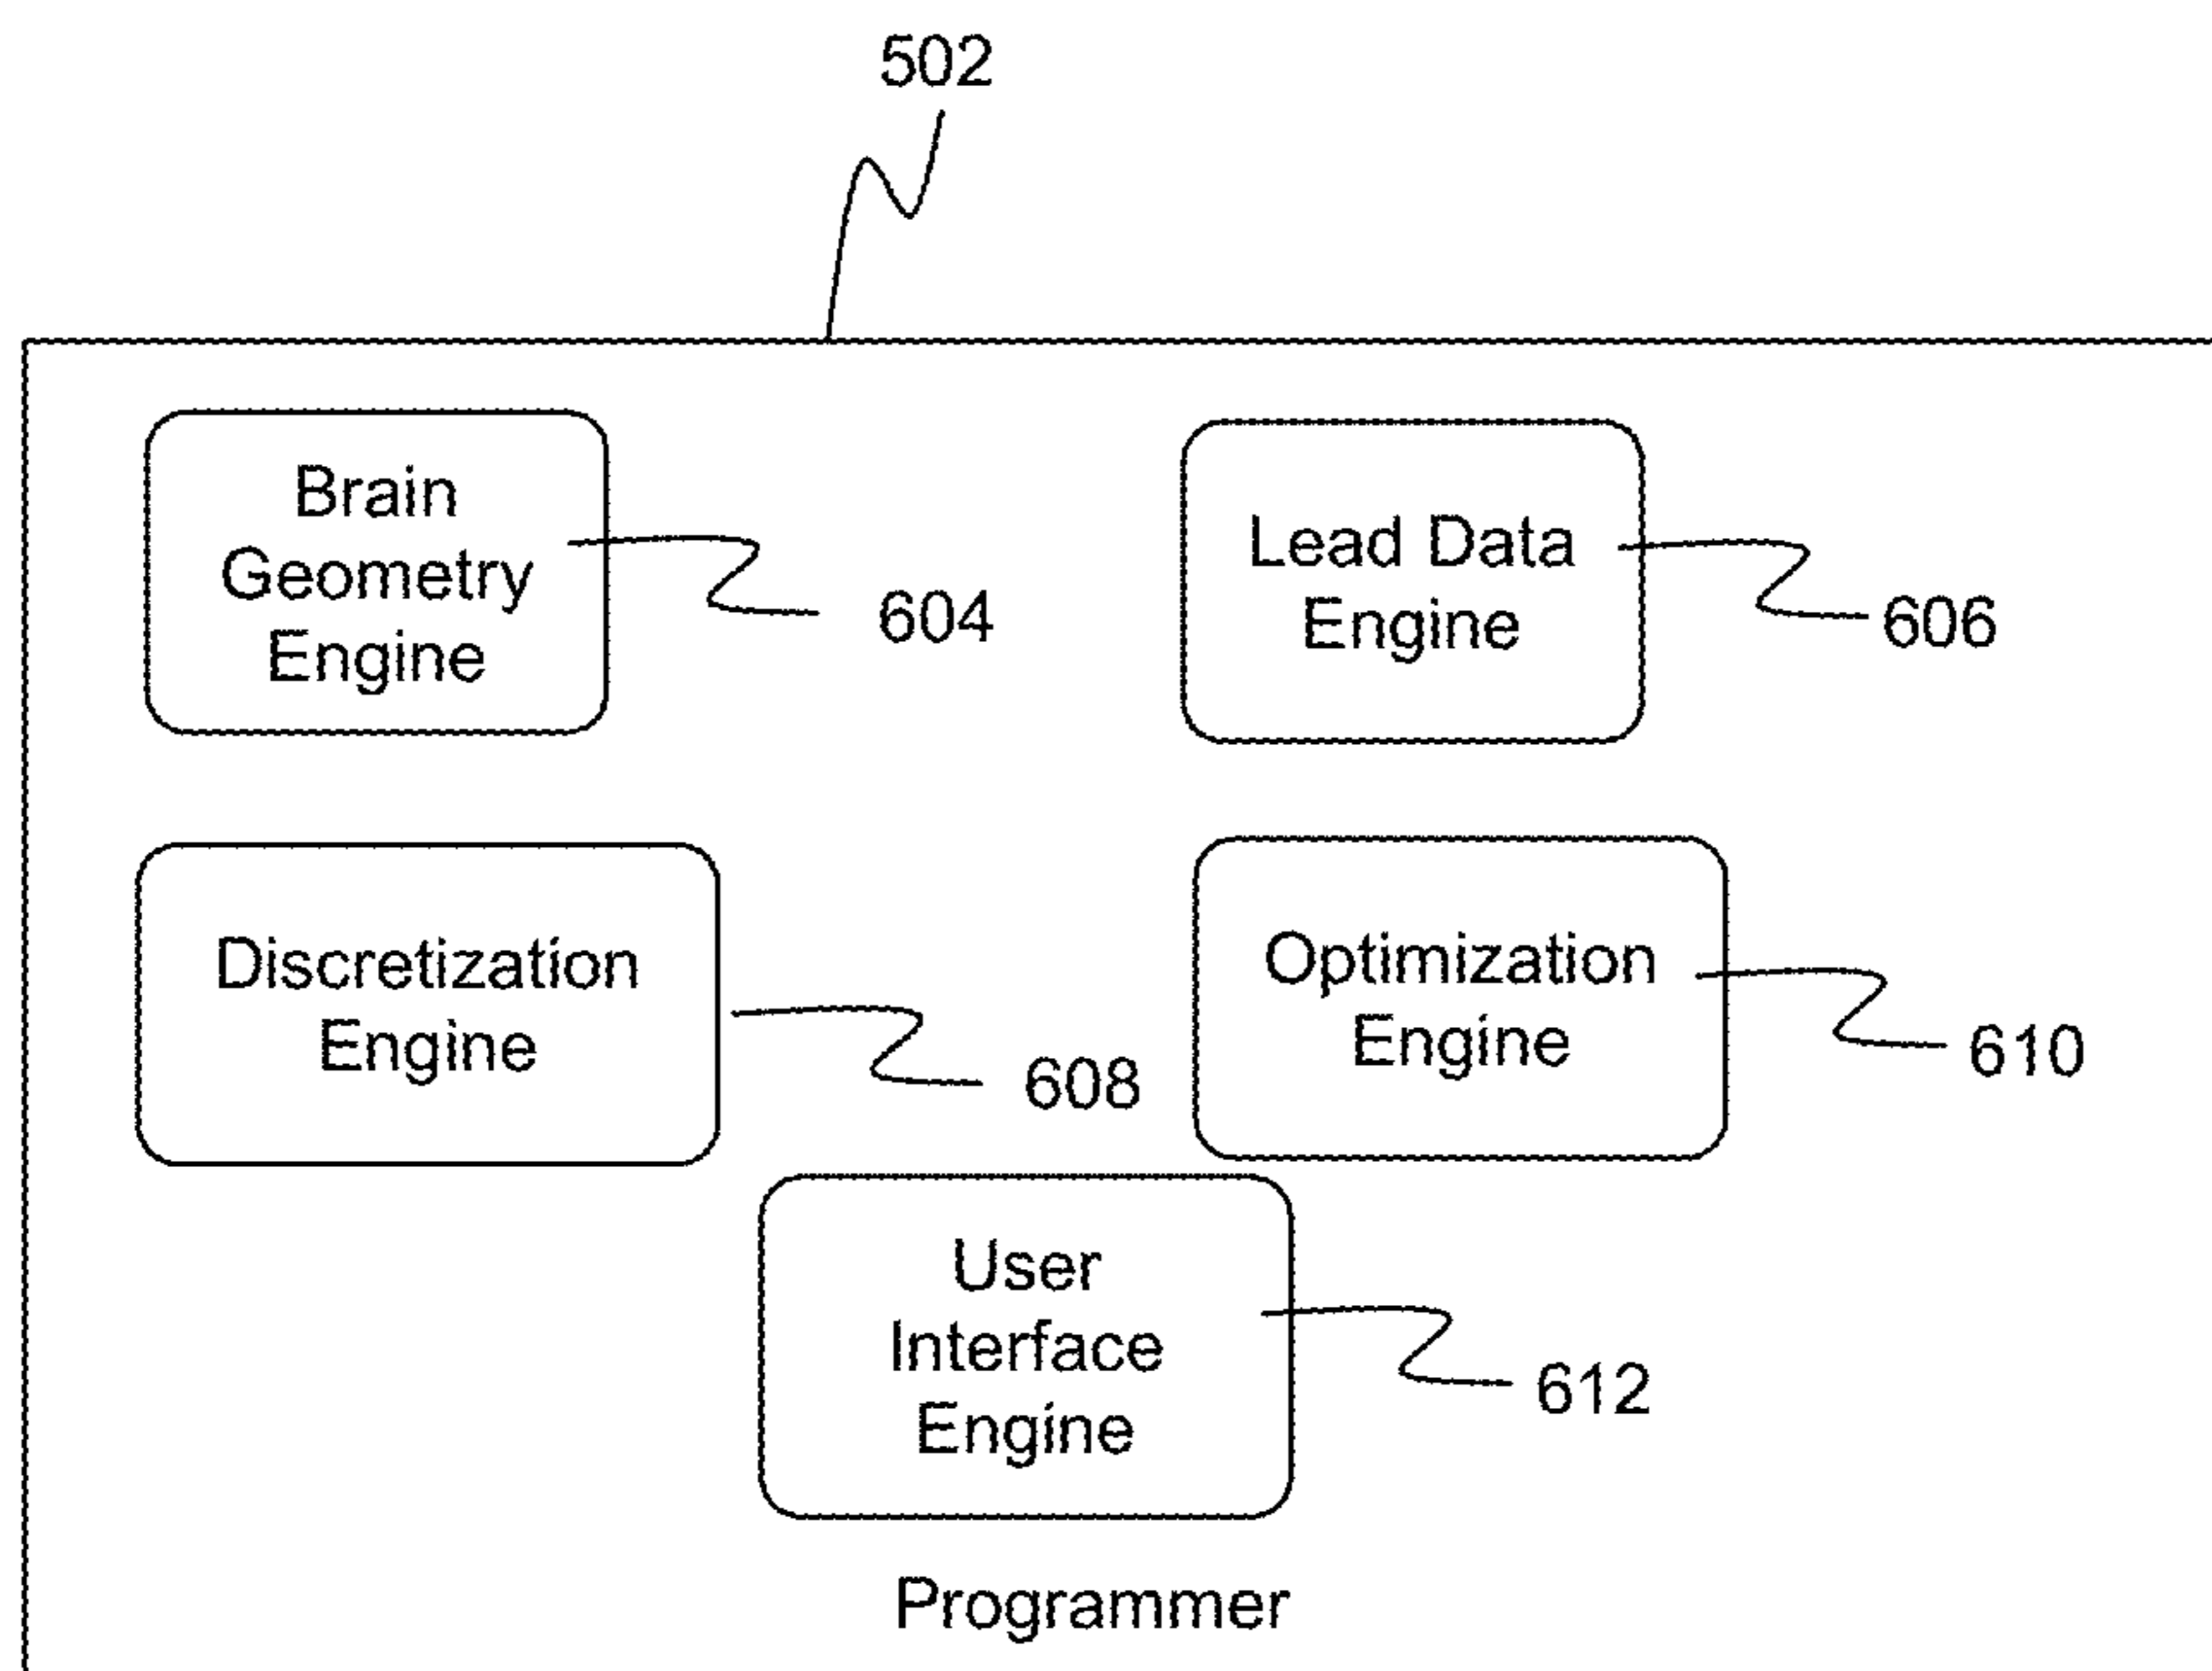 502
Brain
Geometry
Engine
604
Lead Data
Engine
606
Discretization
Engine
608
Optimization
Engine
610
User
Interface
Engine
612
Programmer